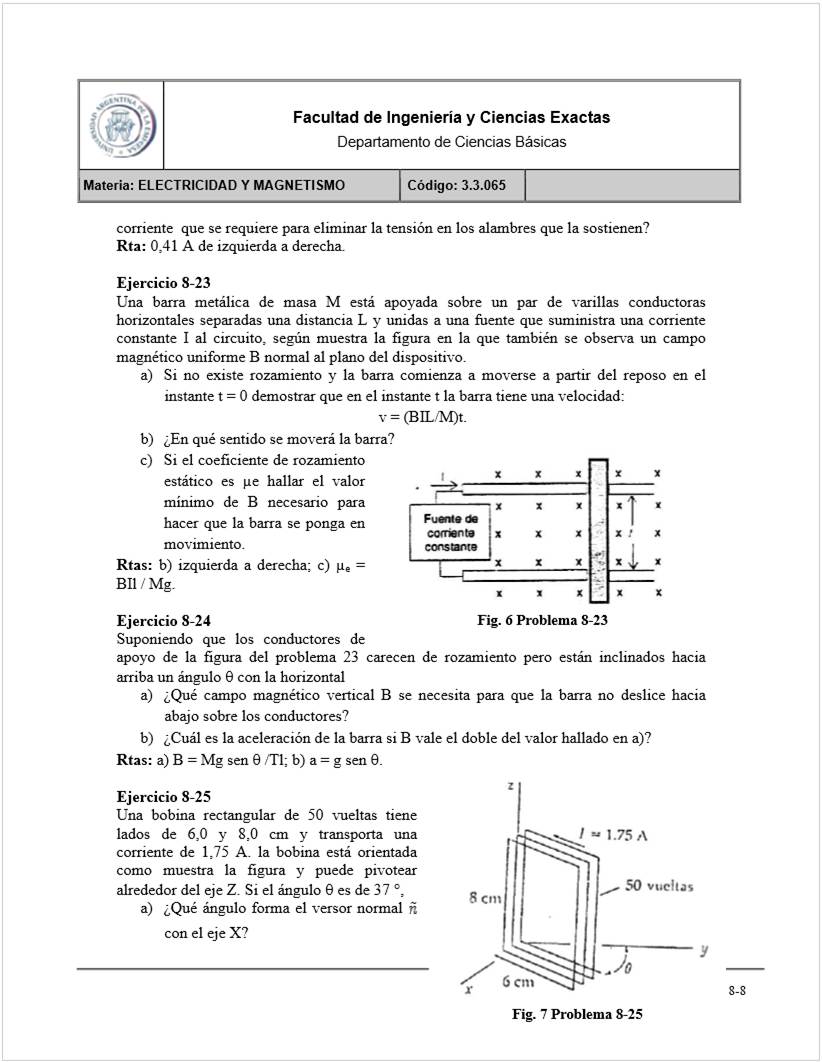 UNIVERSIDAD ARGENTINA DE LA EMPRESA
Facultad de Ingeniería y Ciencias Exactas
Departamento de Ciencias Básicas
Materia: ELECTRICIDAD Y MAGNETISMO
Código: 3.3.065
corriente que se requiere para eliminar la tensión en los alambres que la sostienen?
Rta: 0,41 A de izquierda a derecha.
Ejercicio 8-23
Una barra metálica de masa M está apoyada sobre un par de varillas conductoras
horizontales separadas una distancia L y unidas a una fuente que suministra una corriente
constante I al circuito, según muestra la figura en la que también se observa un campo
magnético uniforme B normal al plano del dispositivo.
a) Si no existe rozamiento y la barra comienza a moverse a partir del reposo en el
instante t = 0 demostrar que en el instante t la barra tiene una velocidad:
v = (BIL/M)t.
b) ¿En qué sentido se moverá la barra?
c) Si el coeficiente de rozamiento
estático es µe hallar el valor
mínimo de B necesario para
hacer que la barra se ponga en
movimiento.
Rtas: b) izquierda a derecha; c) µₑ =
BIl / Mg.
I
x x x x x
x x x x x
Fuente de
corriente
constante
x x x x l x
x x x x x
x x x x x
Fig. 6 Problema 8-23
Ejercicio 8-24
Suponiendo que los conductores de
apoyo de la figura del problema 23 carecen de rozamiento pero están inclinados hacia
arriba un ángulo θ con la horizontal
a) ¿Qué campo magnético vertical B se necesita para que la barra no deslice hacia
abajo sobre los conductores?
b) ¿Cuál es la aceleración de la barra si B vale el doble del valor hallado en a)?
Rtas: a) B = Mg sen θ /Tl; b) a = g sen θ.
Ejercicio 8-25
Una bobina rectangular de 50 vueltas tiene
lados de 6,0 y 8,0 cm y transporta una
corriente de 1,75 A. la bobina está orientada
como muestra la figura y puede pivotear
alrededor del eje Z. Si el ángulo θ es de 37 °,
a) ¿Qué ángulo forma el versor normal ñ
con el eje X?
z
I = 1.75 A
50 vueltas
8 cm
y
θ
6 cm
x
8-8
Fig. 7 Problema 8-25